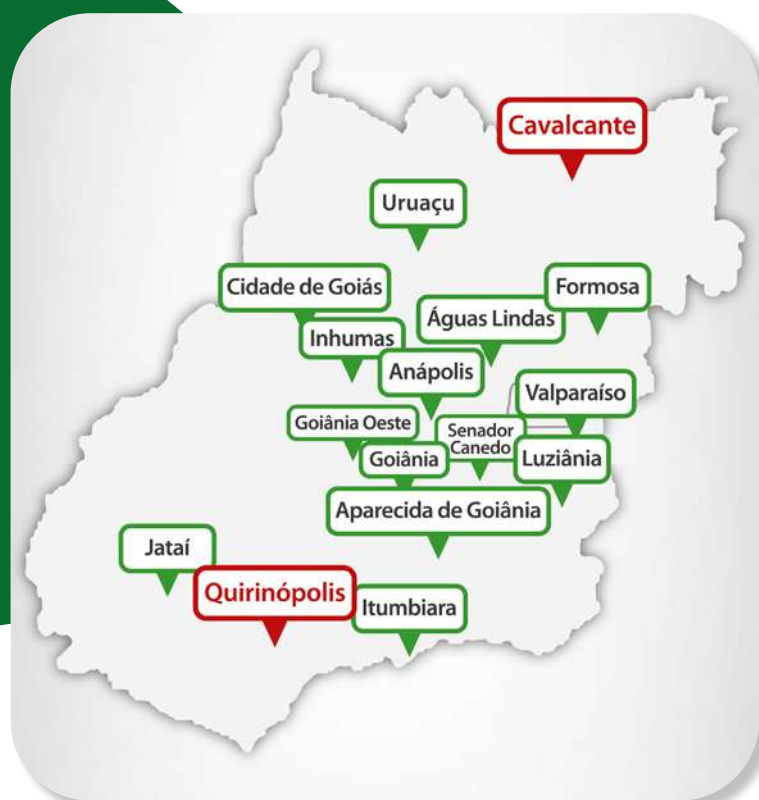 Cavalcante
Uruaçu
Cidade de Goiás
Formosa
Águas Lindas
Inhumas
Anápolis
Valparaíso
Goiânia Oeste
Senador
Canedo
Goiânia
Luziânia
Aparecida de Goiânia
Jataí
Quirinópolis
Itumbiara